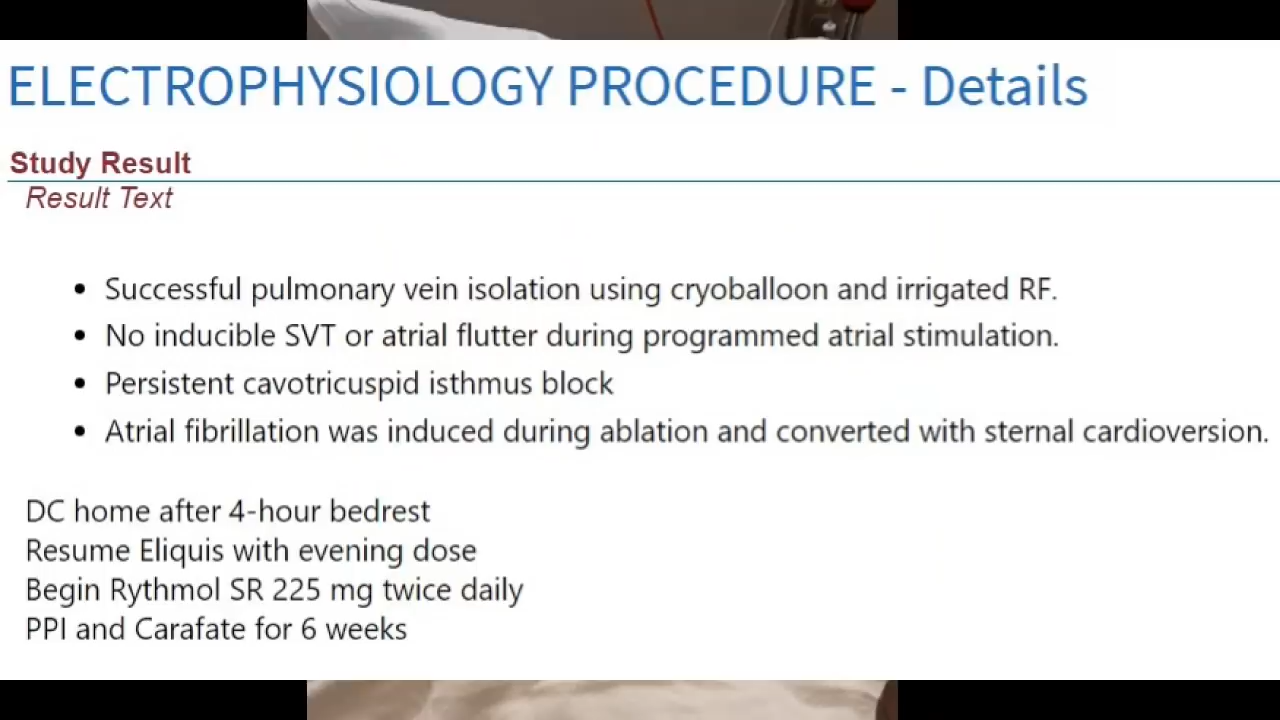 ELECTROPHYSIOLOGY PROCEDURE - Details
Study Result
Result Text
• Successful pulmonary vein isolation using cryoballoon and irrigated RF.
• No inducible SVT or atrial flutter during programmed atrial stimulation.
• Persistent cavotricuspid isthmus block
• Atrial fibrillation was induced during ablation and converted with sternal cardioversion.
DC home after 4-hour bedrest
Resume Eliquis with evening dose
Begin Rythmol SR 225 mg twice daily
PPI and Carafate for 6 weeks